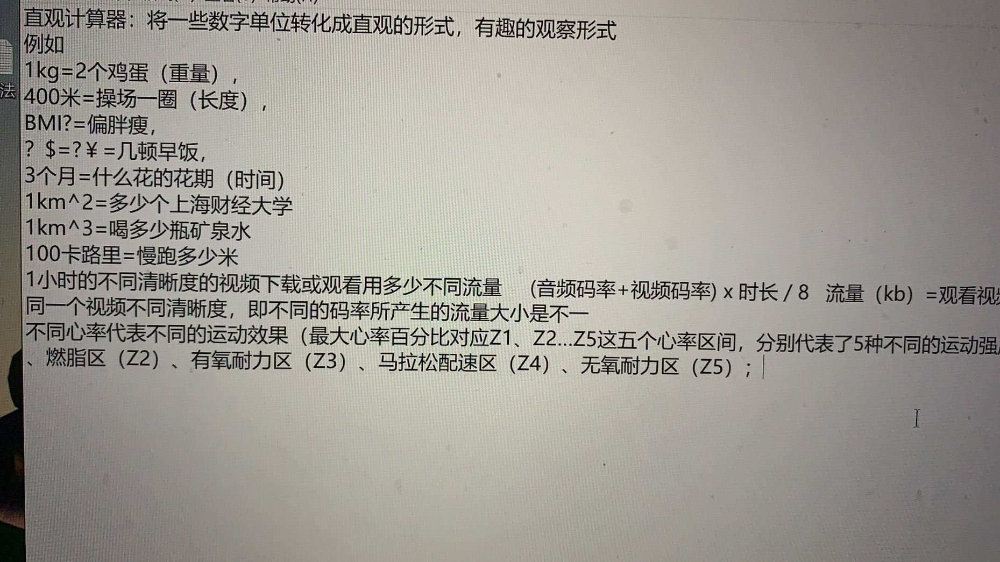 直观计算器：将一些数字单位转化成直观的形式，有趣的观察形式
例如
1kg=2个鸡蛋（重量），
法
400米=操场一圈（长度），
BMI?=偏胖瘦，
？$=?￥=几顿早饭，
3个月=什么花的花期（时间）
1km^2=多少个上海财经大学
1km^3=喝多少瓶矿泉水
100卡路里=慢跑多少米
1小时的不同清晰度的视频下载或观看用多少不同流量 (音频码率+视频码率) x 时长 / 8 流量（kb）=观看视
同一个视频不同清晰度，即不同的码率所产生的流量大小是不一
不同心率代表不同的运动效果（最大心率百分比对应Z1、Z2...Z5这五个心率区间，分别代表了5种不同的运动强
、燃脂区（Z2）、有氧耐力区（Z3）、马拉松配速区（Z4）、无氧耐力区（Z5）；